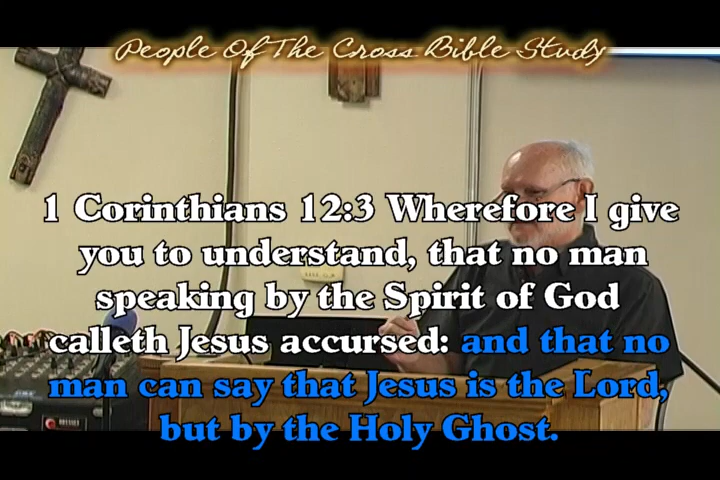 People Of The Cross Bible Study
1 Corinthians 12:3 Wherefore I give
you to understand, that no man
speaking by the Spirit of God
calleth Jesus accursed: and that no
man can say that Jesus is the Lord,
but by the Holy Ghost.